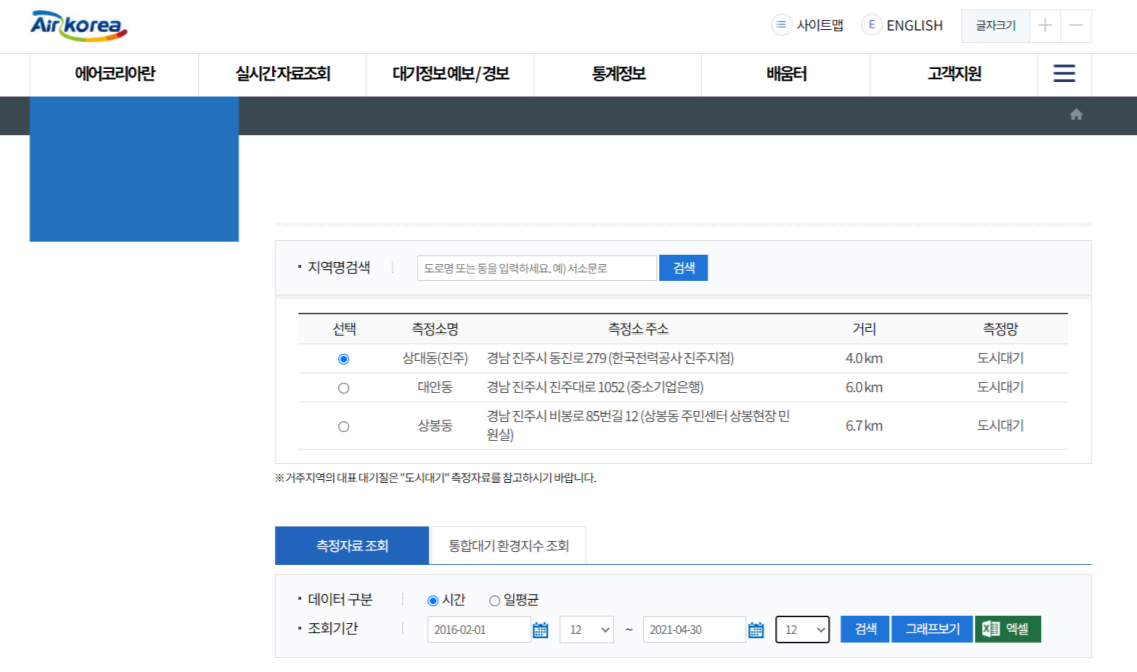 Air korea
사이트맵 E ENGLISH 글자크기 + −
에어코리아란 실시간자료조회 대기정보예보/경보 통계정보 배움터 고객지원
지역명검색 도로명 또는 동을 입력하세요. 예) 서소문로 검색
선택 측정소명 측정소 주소 거리 측정망
상대동(진주) 경남 진주시 동진로 279 (한국전력공사 진주지점) 4.0 km 도시대기
대안동 경남 진주시 진주대로 1052 (중소기업은행) 6.0 km 도시대기
상봉동 경남 진주시 비봉로 85번길 12 (상봉동 주민센터 상봉현장 민
원실) 6.7 km 도시대기
※ 거주지역의 대표 대기질은 "도시대기" 측정자료를 참고하시기 바랍니다.
측정자료 조회 통합대기 환경지수 조회
데이터 구분 시간 일평균
조회기간 2016-02-01 12 ~ 2021-04-30 12 검색 그래프보기 엑셀